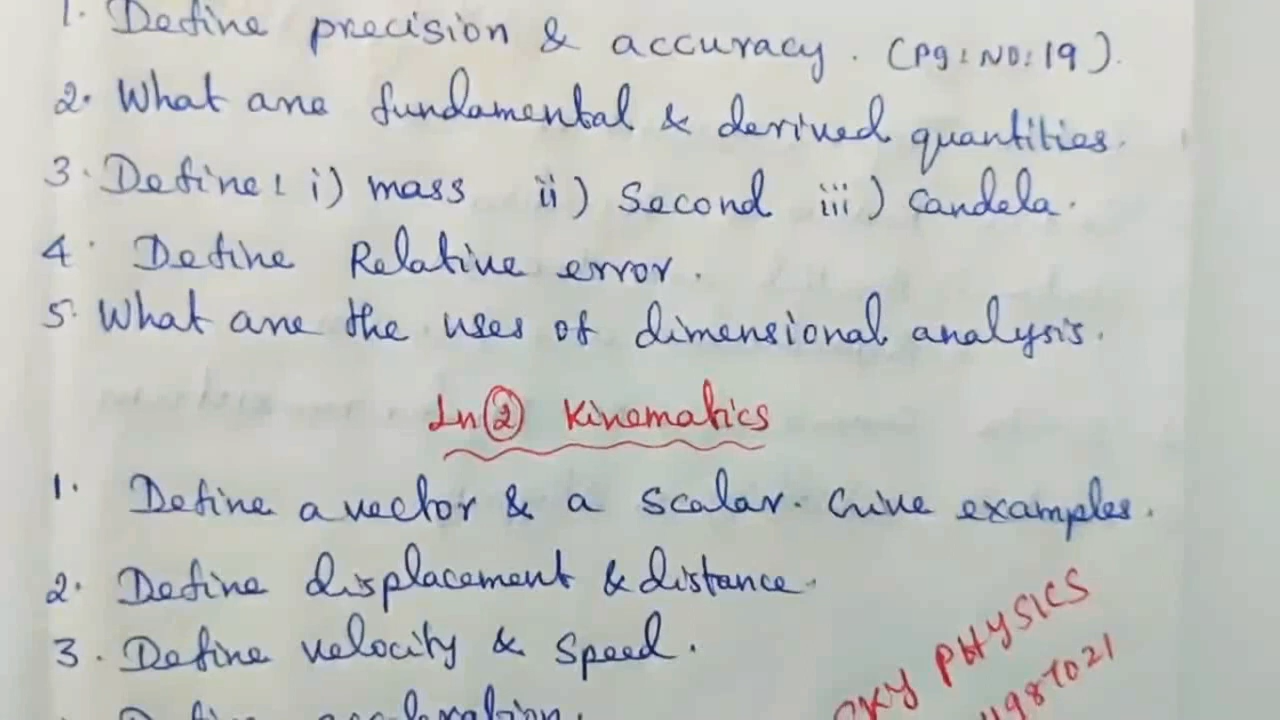 1. Define precision & accuracy. (Pg: NO: 19).
2. What are fundamental & derived quantities.
3. Define: i) mass ii) Second iii) Candela.
4. Define Relative error.
5. What are the uses of dimensional analysis.
Ln ② Kinematics
1. Define a vector & a scalar. Give examples.
2. Define displacement & distance.
3. Define velocity & speed.
Define acceleration.
PHYSICS